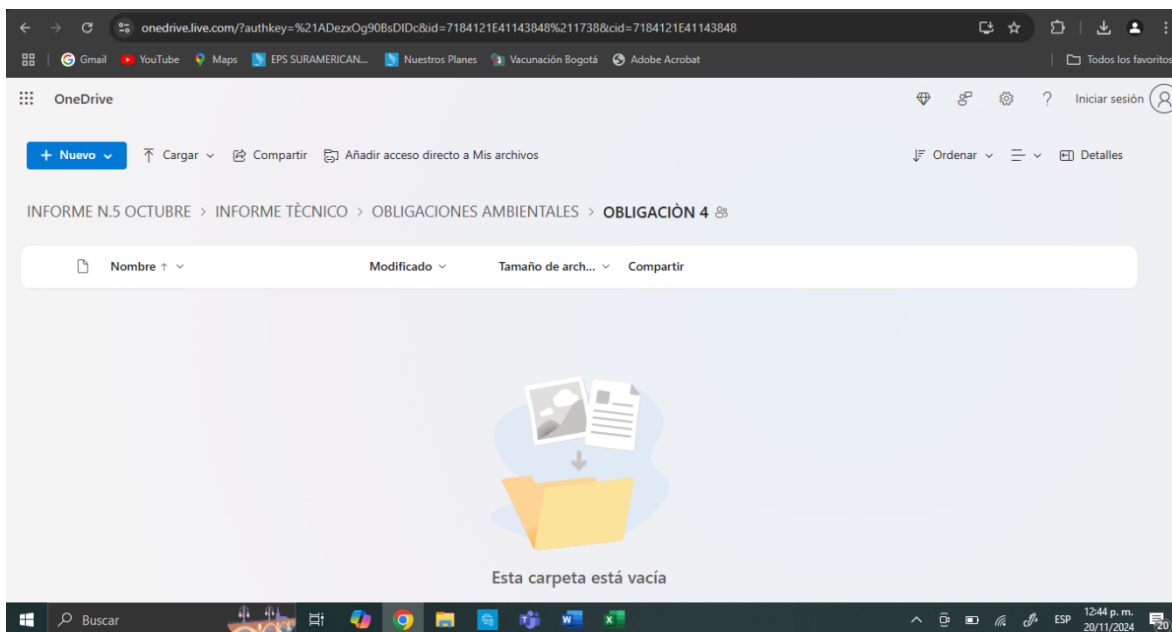 onedrive.live.com/?authkey=%21ADezxOg90BsDIDc&id=7184121E41143848%211738&cid=7184121E41143848
Gmail YouTube Maps EPS SURAMERICAN... Nuestros Planes Vacunación Bogotá Adobe Acrobat Todos los favoritos
OneDrive ? Iniciar sesión
+ Nuevo Cargar Compartir Añadir acceso directo a Mis archivos Ordenar Detalles
INFORME N.5 OCTUBRE > INFORME TÈCNICO > OBLIGACIONES AMBIENTALES > OBLIGACIÒN 4
Nombre ↑ Modificado Tamaño de arch... Compartir
Esta carpeta está vacía
Buscar ESP 12:44 p. m.
20/11/2024 20